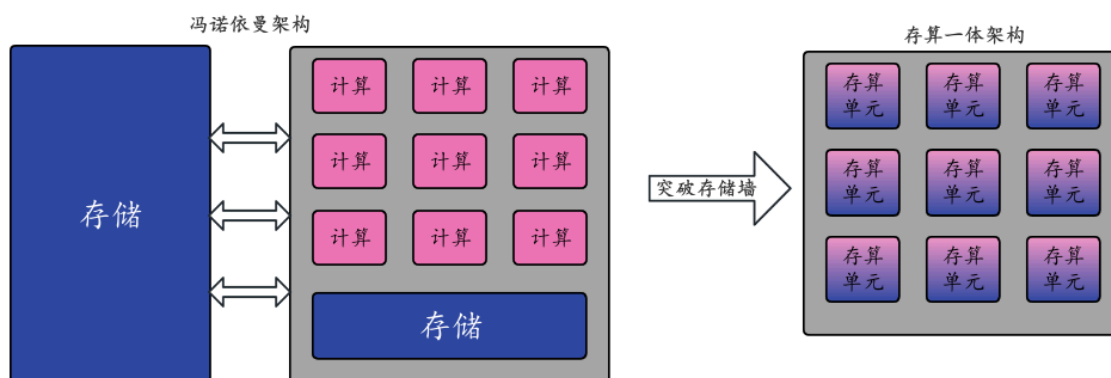 冯诺依曼架构
存储
计算 计算 计算
计算 计算 计算
计算 计算 计算
存储
突破存储墙
存算一体架构
存算 存算 存算
单元 单元 单元
存算 存算 存算
单元 单元 单元
存算 存算 存算
单元 单元 单元